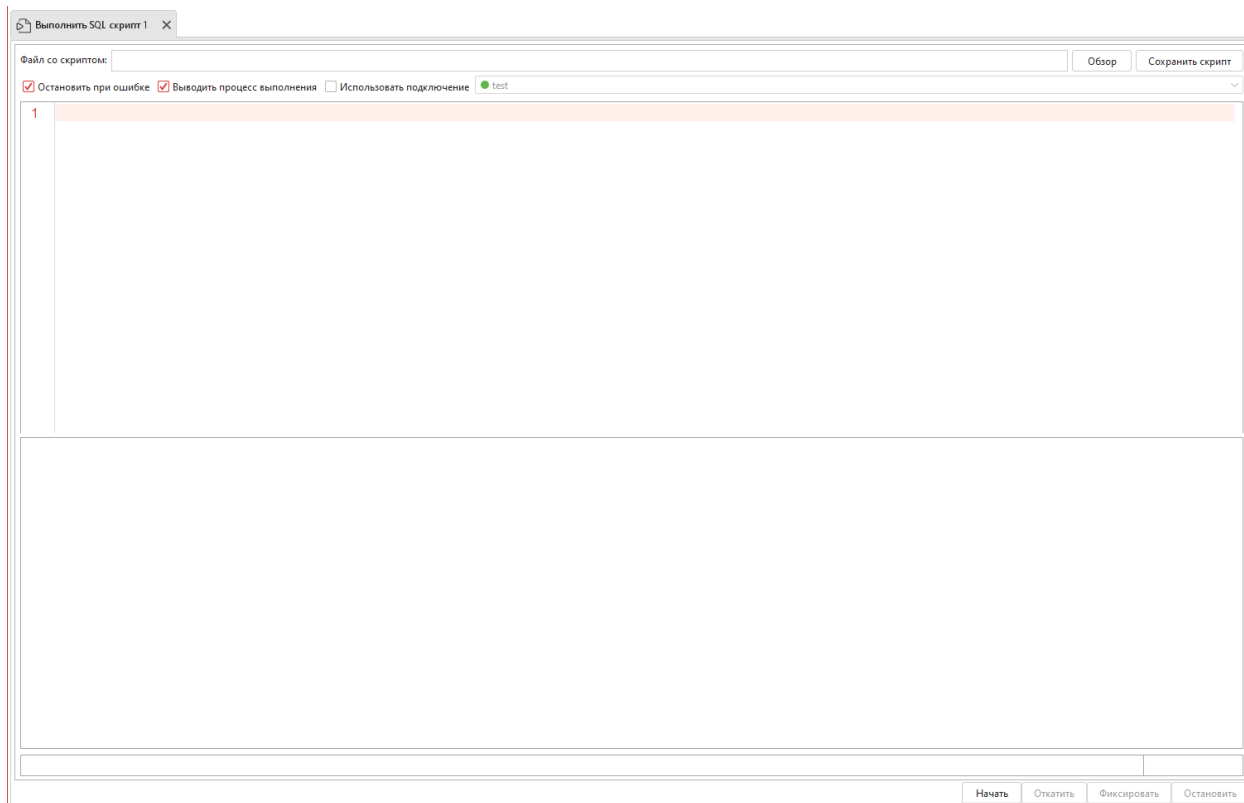 Выполнить SQL скрипт 1
Файл со скриптом: Обзор Сохранить скрипт
Остановить при ошибке Выводить процесс выполнения Использовать подключение test
1
Начать Откатить Фиксировать Остановить